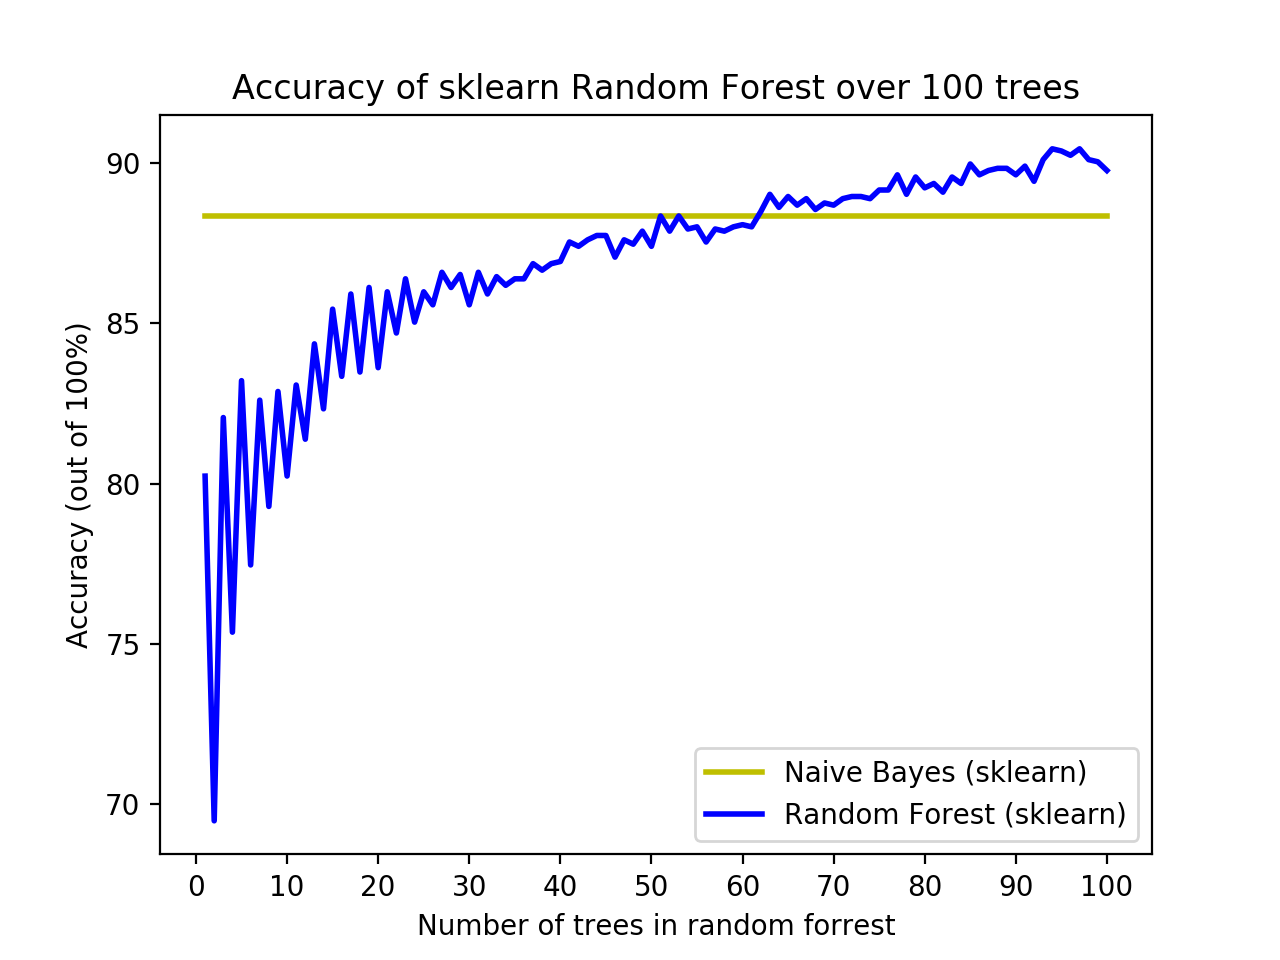 Accuracy of sklearn Random Forest over 100 trees
90
85
80
75
70
Accuracy (out of 100%)
Naive Bayes (sklearn)
Random Forest (sklearn)
0 10 20 30 40 50 60 70 80 90 100
Number of trees in random forrest